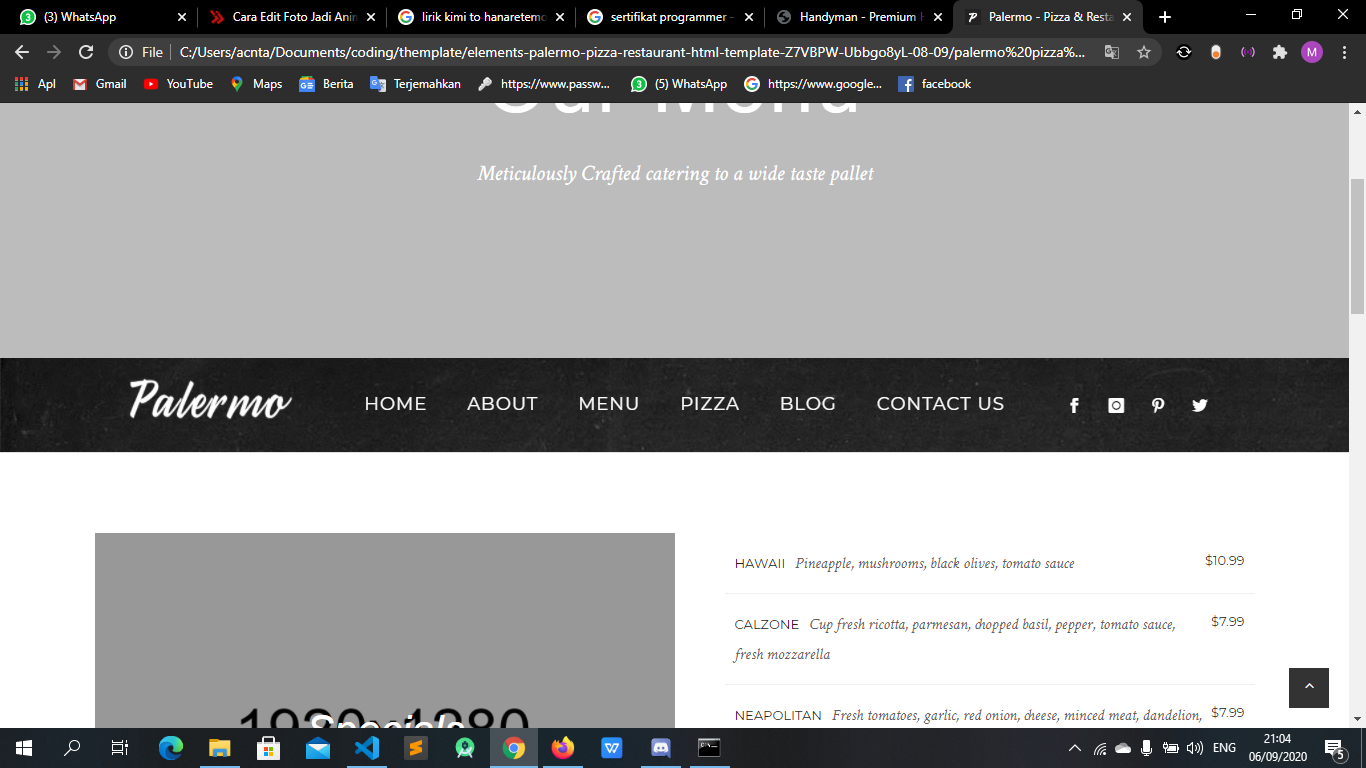 (3) WhatsApp
Cara Edit Foto Jadi Anin
lirik kimi to hanaretemo
sertifikat programmer -
Handyman - Premium H
Palermo - Pizza & Resta
File
C:/Users/acnta/Documents/coding/themplate/elements-palermo-pizza-restaurant-html-template-Z7VBPW-Ubbgo8yL-08-09/palermo%20pizza%...
M
Apl
Gmail
YouTube
Maps
Berita
Terjemahkan
https://www.passw...
(5) WhatsApp
https://www.google...
facebook
Our Menu
Meticulously Crafted catering to a wide taste pallet
Palermo
HOME ABOUT MENU PIZZA BLOG CONTACT US
HAWAII Pineapple, mushrooms, black olives, tomato sauce $10.99
CALZONE Cup fresh ricotta, parmesan, chopped basil, pepper, tomato sauce, $7.99
fresh mozzarella
NEAPOLITAN Fresh tomatoes, garlic, red onion, cheese, minced meat, dandelion, $7.99
1920x1280
Specials
ENG
21:04
06/09/2020
5